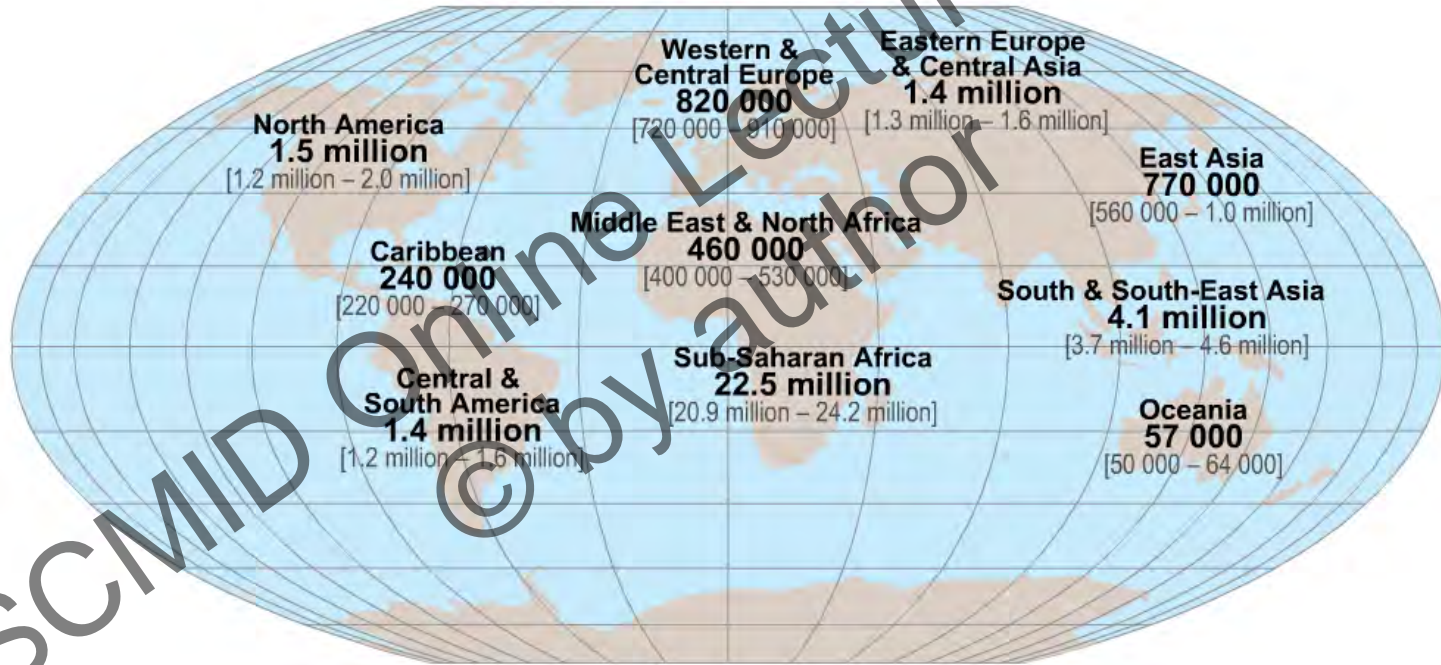 Western &
Central Europe
820 000
[720 000 – 910 000]
Eastern Europe
& Central Asia
1.4 million
[1.3 million – 1.6 million]
North America
1.5 million
[1.2 million – 2.0 million]
East Asia
770 000
[560 000 – 1.0 million]
Middle East & North Africa
460 000
[400 000 – 530 000]
Caribbean
240 000
[220 000 – 270 000]
South & South-East Asia
4.1 million
[3.7 million – 4.6 million]
Sub-Saharan Africa
22.5 million
[20.9 million – 24.2 million]
Central &
South America
1.4 million
[1.2 million – 1.6 million]
Oceania
57 000
[50 000 – 64 000]
SCMID Online Lectur
© by author